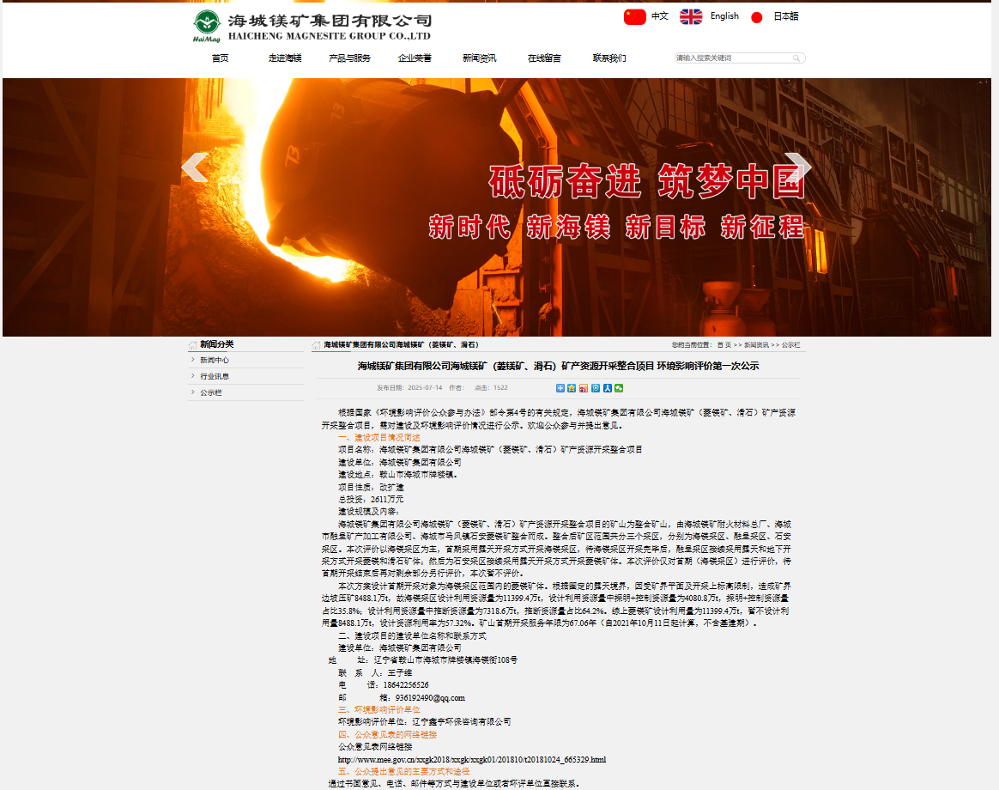 海城镁矿集团有限公司
HAICHENG MAGNESITE GROUP CO.,LTD
HaiMag
中文 English 日本語
首页 走进海镁 产品与服务 企业荣誉 新闻资讯 在线留言 联系我们 请输入搜索关键词
砥砺奋进 筑梦中国
新时代 新海镁 新目标 新征程
新闻分类
新闻中心
行业讯息
公示栏
海城镁矿集团有限公司海城镁矿（菱镁矿、滑石） 您的当前位置： 首 页 >> 新闻资讯 >> 公示栏
海城镁矿集团有限公司海城镁矿（菱镁矿、滑石）矿产资源开采整合项目 环境影响评价第一次公示
发布日期：2025-07-14 作者： 点击：1522
根据国家《环境影响评价公众参与办法》部令第4号的有关规定，海城镁矿集团有限公司海城镁矿（菱镁矿、滑石）矿产资源
开采整合项目，需对建设及环境影响评价情况进行公示。欢迎公众参与并提出意见。
一、建设项目情况简述
项目名称：海城镁矿集团有限公司海城镁矿（菱镁矿、滑石）矿产资源开采整合项目
建设单位：海城镁矿集团有限公司
建设地点：鞍山市海城市牌楼镇。
项目性质：改扩建
总投资：2611万元
建设规模及内容：
海城镁矿集团有限公司海城镁矿（菱镁矿、滑石）矿产资源开采整合项目的矿山为整合矿山，由海城镁矿耐火材料总厂、海城
市融呈矿产加工有限公司、海城市马风镇石安菱镁矿整合而成。整合后矿区范围共分三个采区，分别为海镁采区、融呈采区、石安
采区。本次评价以海镁采区为主，首期采用露天开采方式开采海镁采区，待海镁采区开采完毕后，融呈采区接续采用露天和地下开
采方式开采菱镁和滑石矿体；然后为石安采区接续采用露天开采方式开采菱镁矿体。本次评价仅对首期（海镁采区）进行评价，待
首期开采结束后再对剩余部分另行评价，本次暂不评价。
本次方案设计首期开采对象为海镁采区范围内的菱镁矿体。根据圈定的露天境界，因受矿界平面及开采上标高限制，造成矿界
边坡压矿8488.1万t，故海镁采区设计利用资源量为11399.4万t，设计利用资源量中探明+控制资源量为4080.8万t，探明+控制资源量
占比35.8%；设计利用资源量中推断资源量为7318.6万t，推断资源量占比64.2%。综上菱镁矿设计利用量为11399.4万t，暂不设计利
用量8488.1万t，设计资源利用率为57.32%。矿山首期开采服务年限为67.06年（自2021年10月11日起计算，不含基建期）。
二、建设项目的建设单位名称和联系方式
建设单位：海城镁矿集团有限公司
地 址：辽宁省鞍山市海城市牌楼镇海镁街108号
联 系 人：王子维
电 话：18642256526
邮 箱：936192490@qq.com
三、环境影响评价单位
环境影响评价单位：辽宁鑫宇环保咨询有限公司
四、公众意见表的网络链接
公众意见表网络链接
http://www.mee.gov.cn/xxgk2018/xxgk/xxgk01/201810/t20181024_665329.html
五、公众提出意见的主要方式和途径
通过书面意见、电话、邮件等方式与建设单位或者环评单位直接联系。